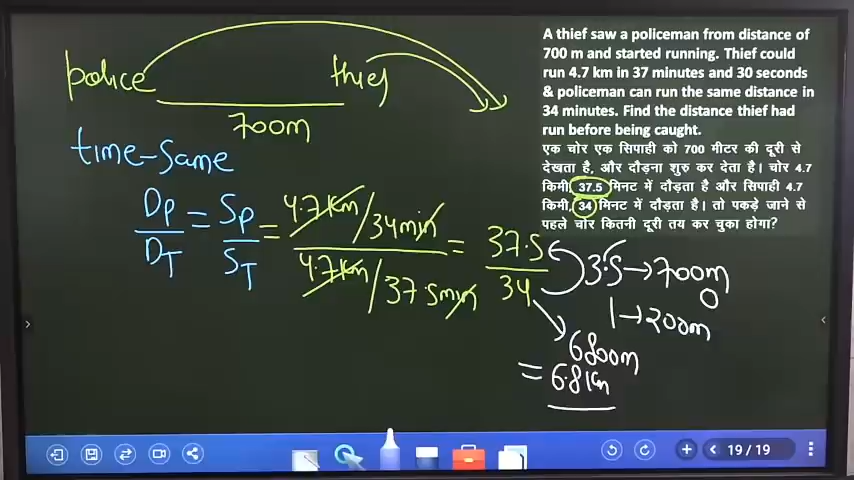 A thief saw a policeman from distance of
700 m and started running. Thief could
run 4.7 km in 37 minutes and 30 seconds
& policeman can run the same distance in
34 minutes. Find the distance thief had
run before being caught.
एक चोर एक सिपाही को 700 मीटर की दूरी से
देखता है, और दौड़ना शुरु कर देता है। चोर 4.7
किमी, 37.5 मिनट में दौड़ता है और सिपाही 4.7
किमी, 34 मिनट में दौड़ता है। तो पकड़े जाने से
पहले चोर कितनी दूरी तय कर चुका होगा?
police thief
700m
time-same
DP/DT = SP/ST = 4.7km/34min / 4.7km/37.5min = 37.5/34
3.5→700m
1→200m
6800m
= 6.8km
19/19